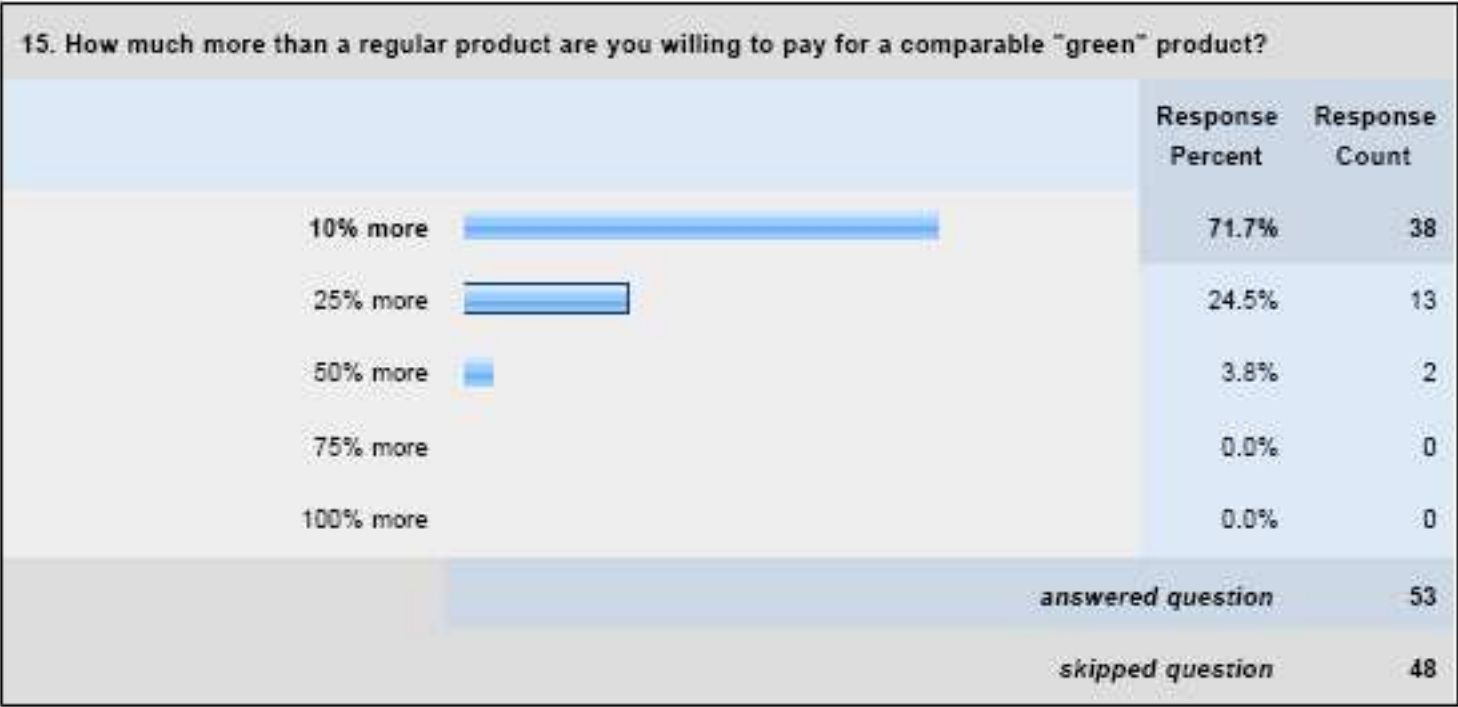 15. How much more than a regular product are you willing to pay for a comparable "green" product?
Response Percent Response Count
10% more 71.7% 38
25% more 24.5% 13
50% more 3.8% 2
75% more 0.0% 0
100% more 0.0% 0
answered question 53
skipped question 48